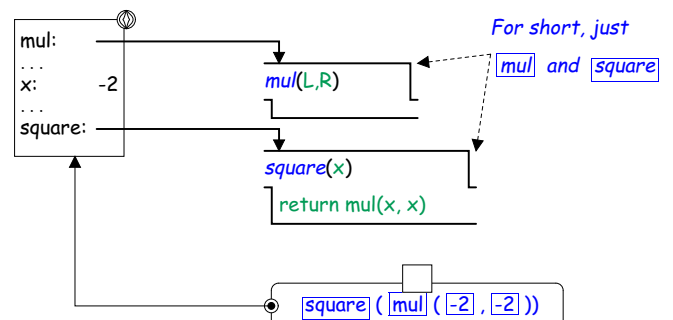 For short, just
mul and square
mul:
...
x: -2
...
square:
mul(L,R)
square(x)
return mul(x, x)
square ( mul ( -2 , -2 ))